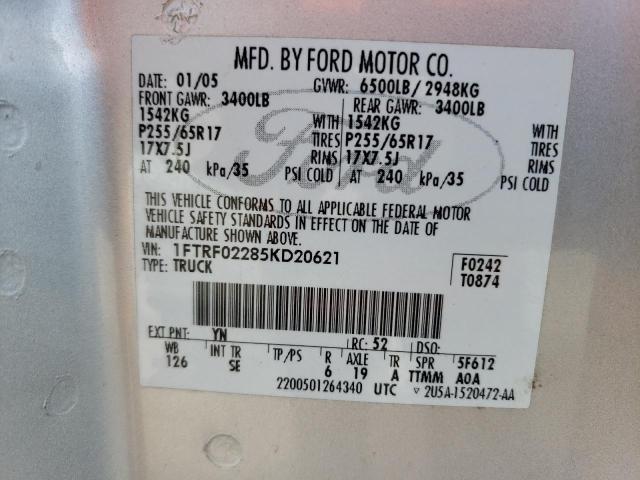 MFD. BY FORD MOTOR CO.
DATE: 01/05 GVWR: 6500LB/ 2948KG
FRONT GAWR: 3400LB REAR GAWR: 3400LB
1542KG WITH 1542KG WITH
P255/65R17 TIRES P255/65R17 TIRES
17X7.5J RIMS 17X7.5J RIMS
AT 240 kPa/35 PSI COLD AT 240 kPa/35 PSI COLD
Ford
THIS VEHICLE CONFORMS TO ALL APPLICABLE FEDERAL MOTOR
VEHICLE SAFETY STANDARDS IN EFFECT ON THE DATE OF
MANUFACTURE SHOWN ABOVE.
VIN: 1FTRF02285KD20621 F0242
TYPE: TRUCK T0874
EXT PNT: YN RC: 52 DSO:
WB INT TR TP/PS R AXLE TR SPR 5F612
126 SE 6 19 A TTMM AOA
2200501264340 UTC ▽ 2U5A-1520472-AA